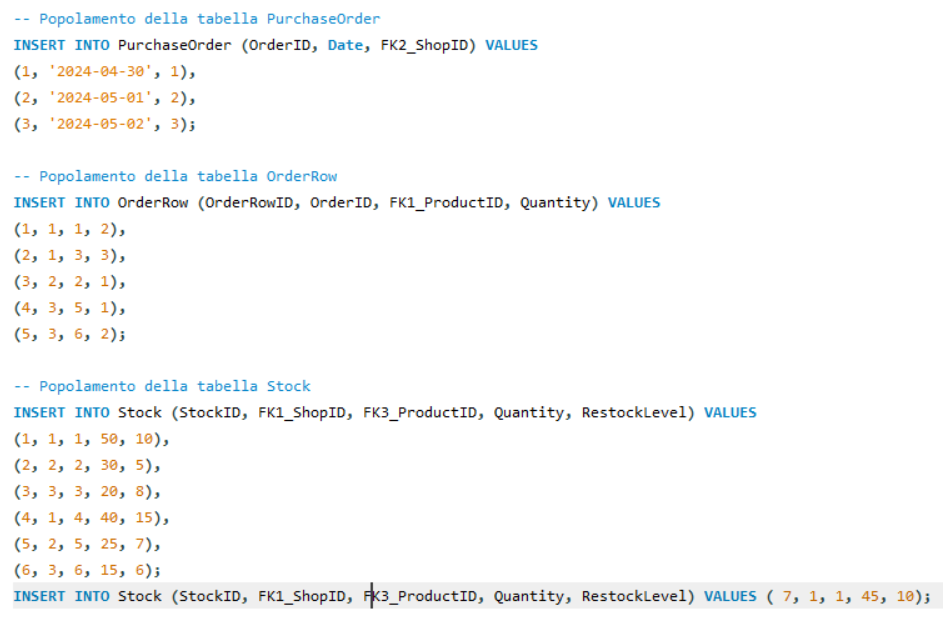 -- Popolamento della tabella PurchaseOrder
INSERT INTO PurchaseOrder (OrderID, Date, FK2_ShopID) VALUES
(1, '2024-04-30', 1),
(2, '2024-05-01', 2),
(3, '2024-05-02', 3);
-- Popolamento della tabella OrderRow
INSERT INTO OrderRow (OrderRowID, OrderID, FK1_ProductID, Quantity) VALUES
(1, 1, 1, 2),
(2, 1, 3, 3),
(3, 2, 2, 1),
(4, 3, 5, 1),
(5, 3, 6, 2);
-- Popolamento della tabella Stock
INSERT INTO Stock (StockID, FK1_ShopID, FK3_ProductID, Quantity, RestockLevel) VALUES
(1, 1, 1, 50, 10),
(2, 2, 2, 30, 5),
(3, 3, 3, 20, 8),
(4, 1, 4, 40, 15),
(5, 2, 5, 25, 7),
(6, 3, 6, 15, 6);
INSERT INTO Stock (StockID, FK1_ShopID, FK3_ProductID, Quantity, RestockLevel) VALUES ( 7, 1, 1, 45, 10);